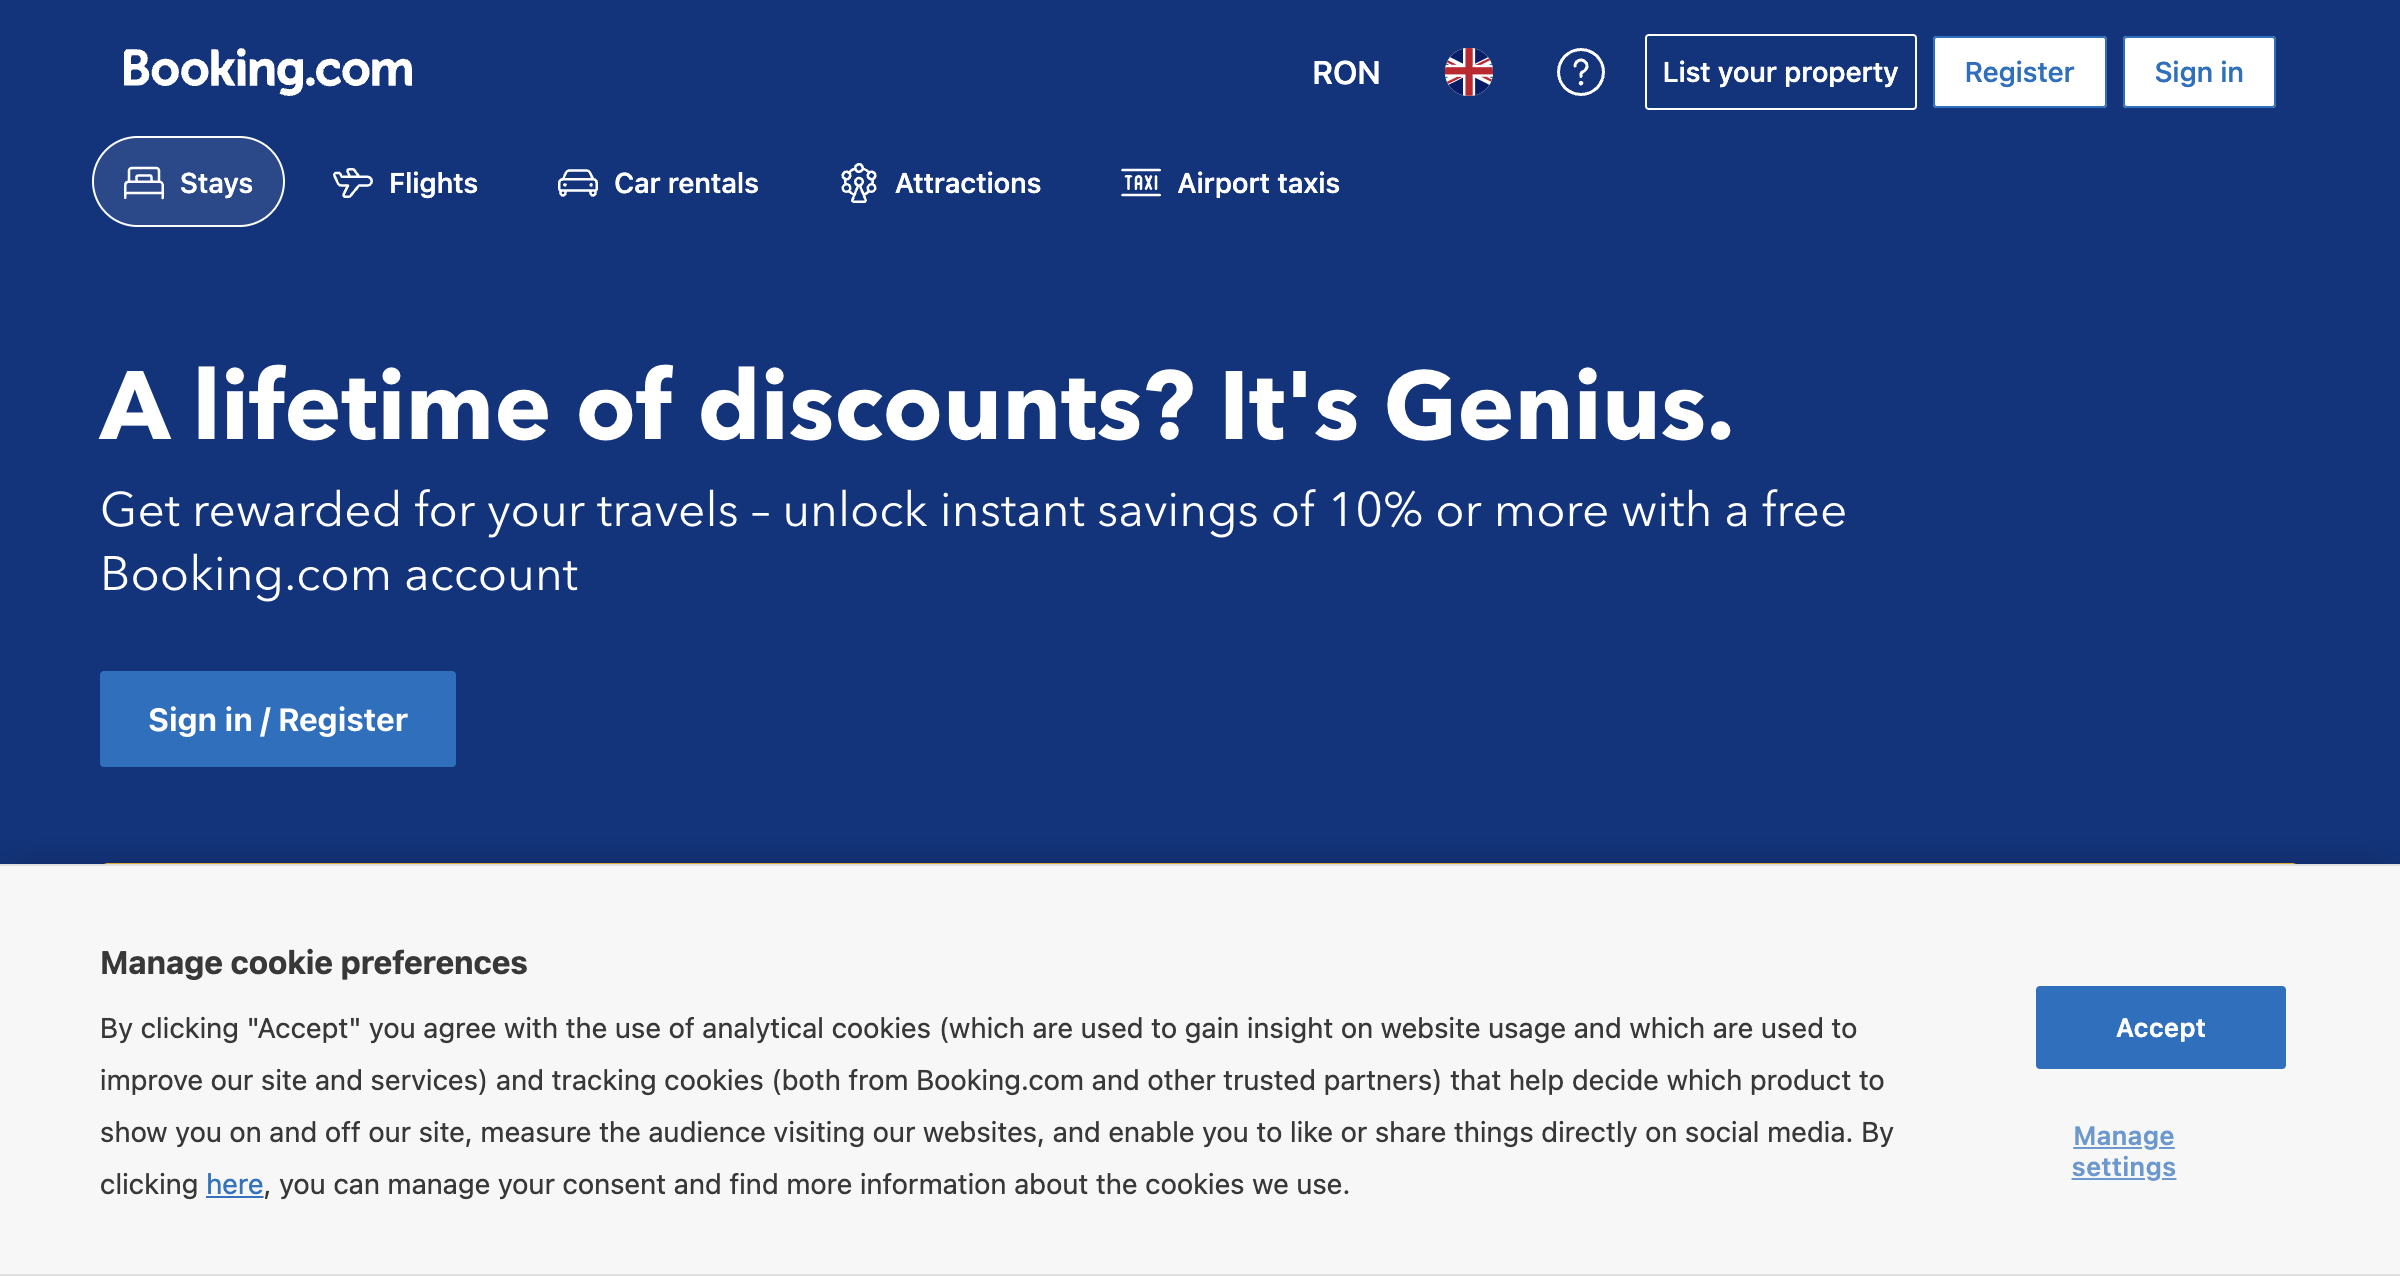 Booking.com
RON
List your property
Register
Sign in
Stays
Flights
Car rentals
Attractions
TAXI
Airport taxis
A lifetime of discounts? It's Genius.
Get rewarded for your travels – unlock instant savings of 10% or more with a free
Booking.com account
Sign in / Register
Manage cookie preferences
By clicking "Accept" you agree with the use of analytical cookies (which are used to gain insight on website usage and which are used to
improve our site and services) and tracking cookies (both from Booking.com and other trusted partners) that help decide which product to
show you on and off our site, measure the audience visiting our websites, and enable you to like or share things directly on social media. By
clicking here, you can manage your consent and find more information about the cookies we use.
Accept
Manage
settings